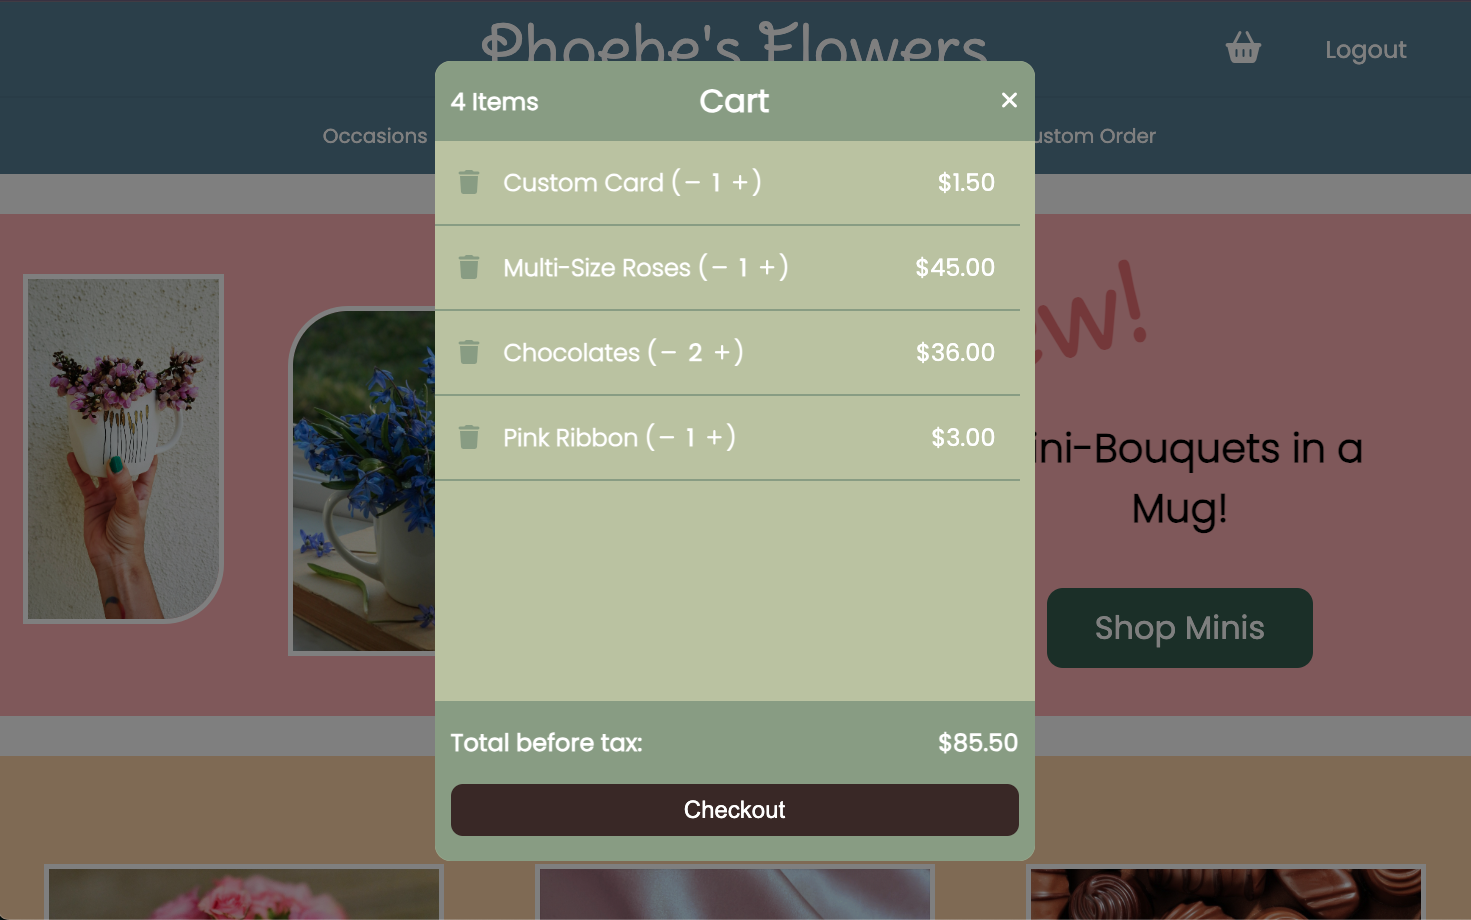 Phoebe's Flowers
Logout
4 Items
Cart
×
Occasions
ustom Order
Custom Card (− 1 +)
$1.50
Multi-Size Roses (− 1 +)
$45.00
Chocolates (− 2 +)
$36.00
Pink Ribbon (− 1 +)
$3.00
ew!
ini-Bouquets in a
Mug!
Shop Minis
Total before tax:
$85.50
Checkout